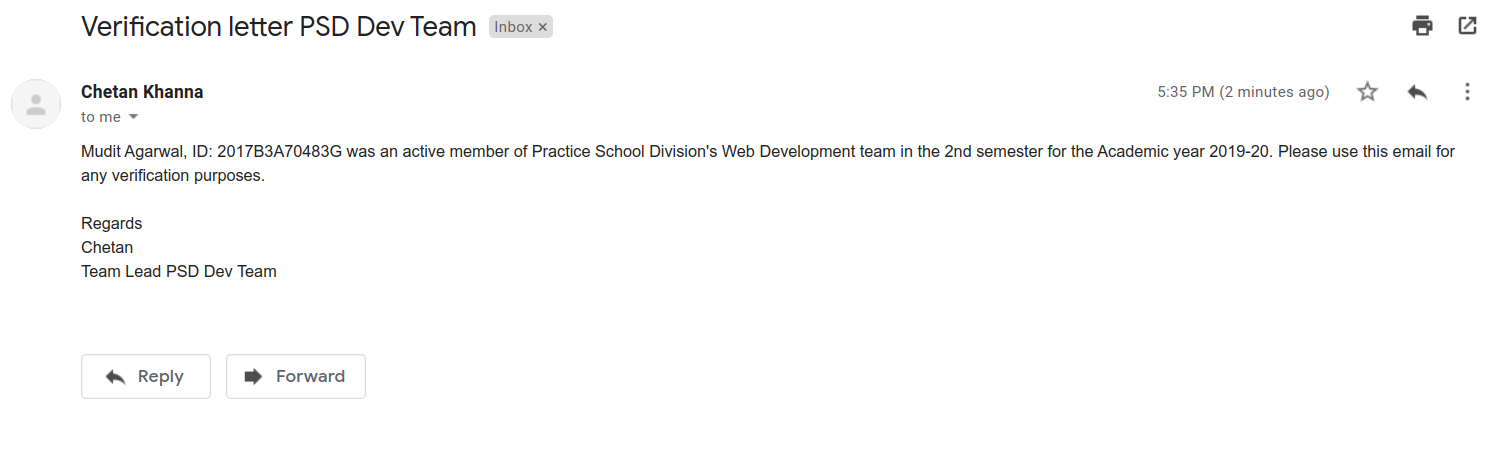 Verification letter PSD Dev Team Inbox ×
Chetan Khanna 5:35 PM (2 minutes ago)
to me
Mudit Agarwal, ID: 2017B3A70483G was an active member of Practice School Division's Web Development team in the 2nd semester for the Academic year 2019-20. Please use this email for
any verification purposes.
Regards
Chetan
Team Lead PSD Dev Team
Reply Forward